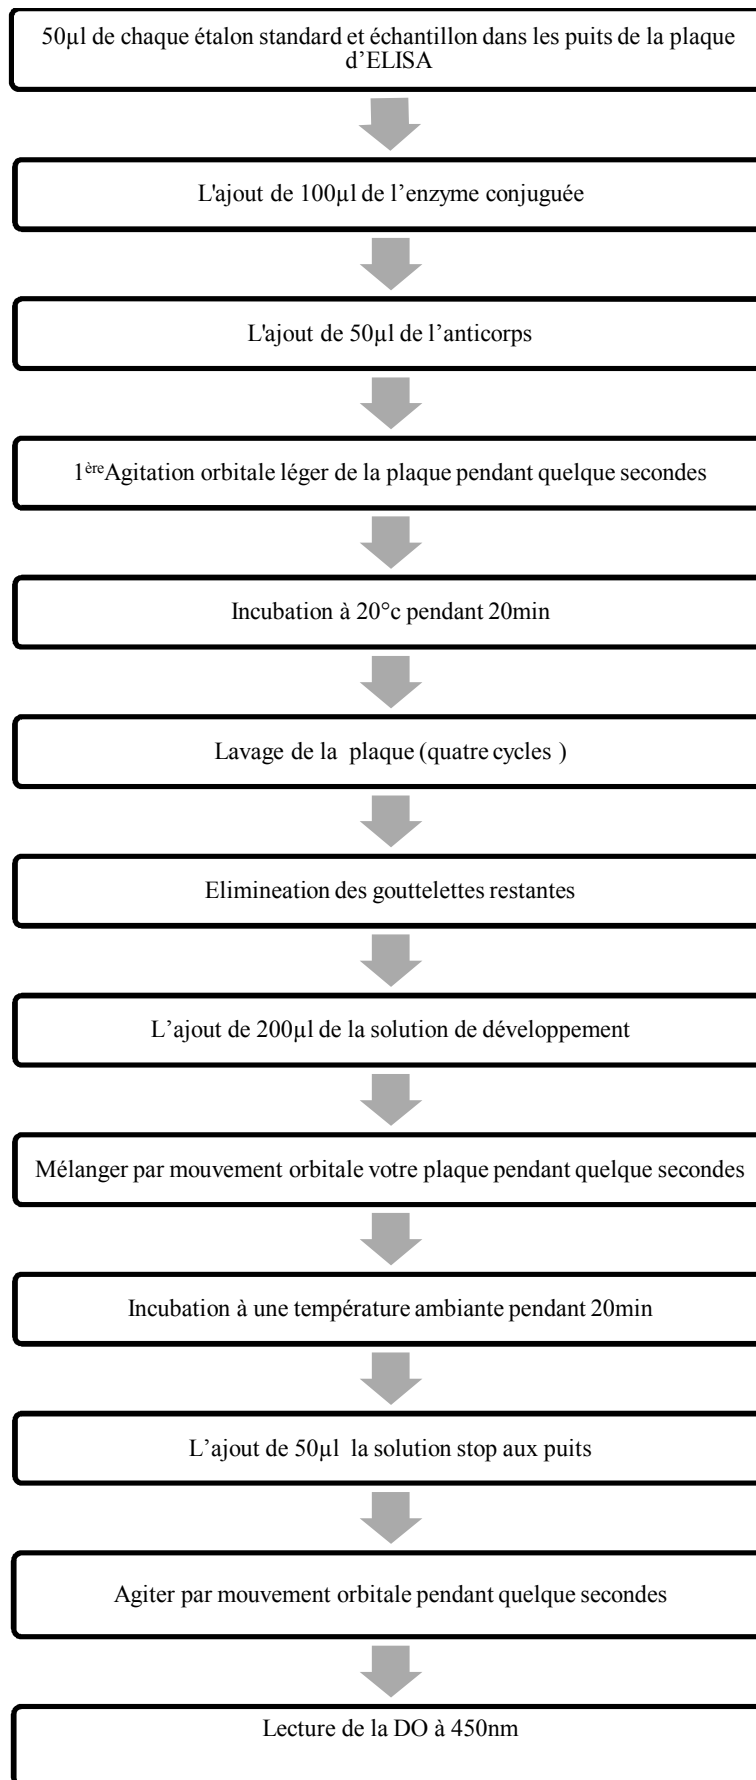 50µl de chaque étalon standard et échantillon dans les puits de la plaque
d’ELISA
L'ajout de 100µl de l’enzyme conjuguée
L'ajout de 50µl de l’anticorps
1ère Agitation orbitale léger de la plaque pendant quelque secondes
Incubation à 20°c pendant 20min
Lavage de la plaque (quatre cycles )
Elimineation des gouttelettes restantes
L’ajout de 200µl de la solution de développement
Mélanger par mouvement orbitale votre plaque pendant quelque secondes
Incubation à une température ambiante pendant 20min
L’ajout de 50µl la solution stop aux puits
Agiter par mouvement orbitale pendant quelque secondes
Lecture de la DO à 450nm